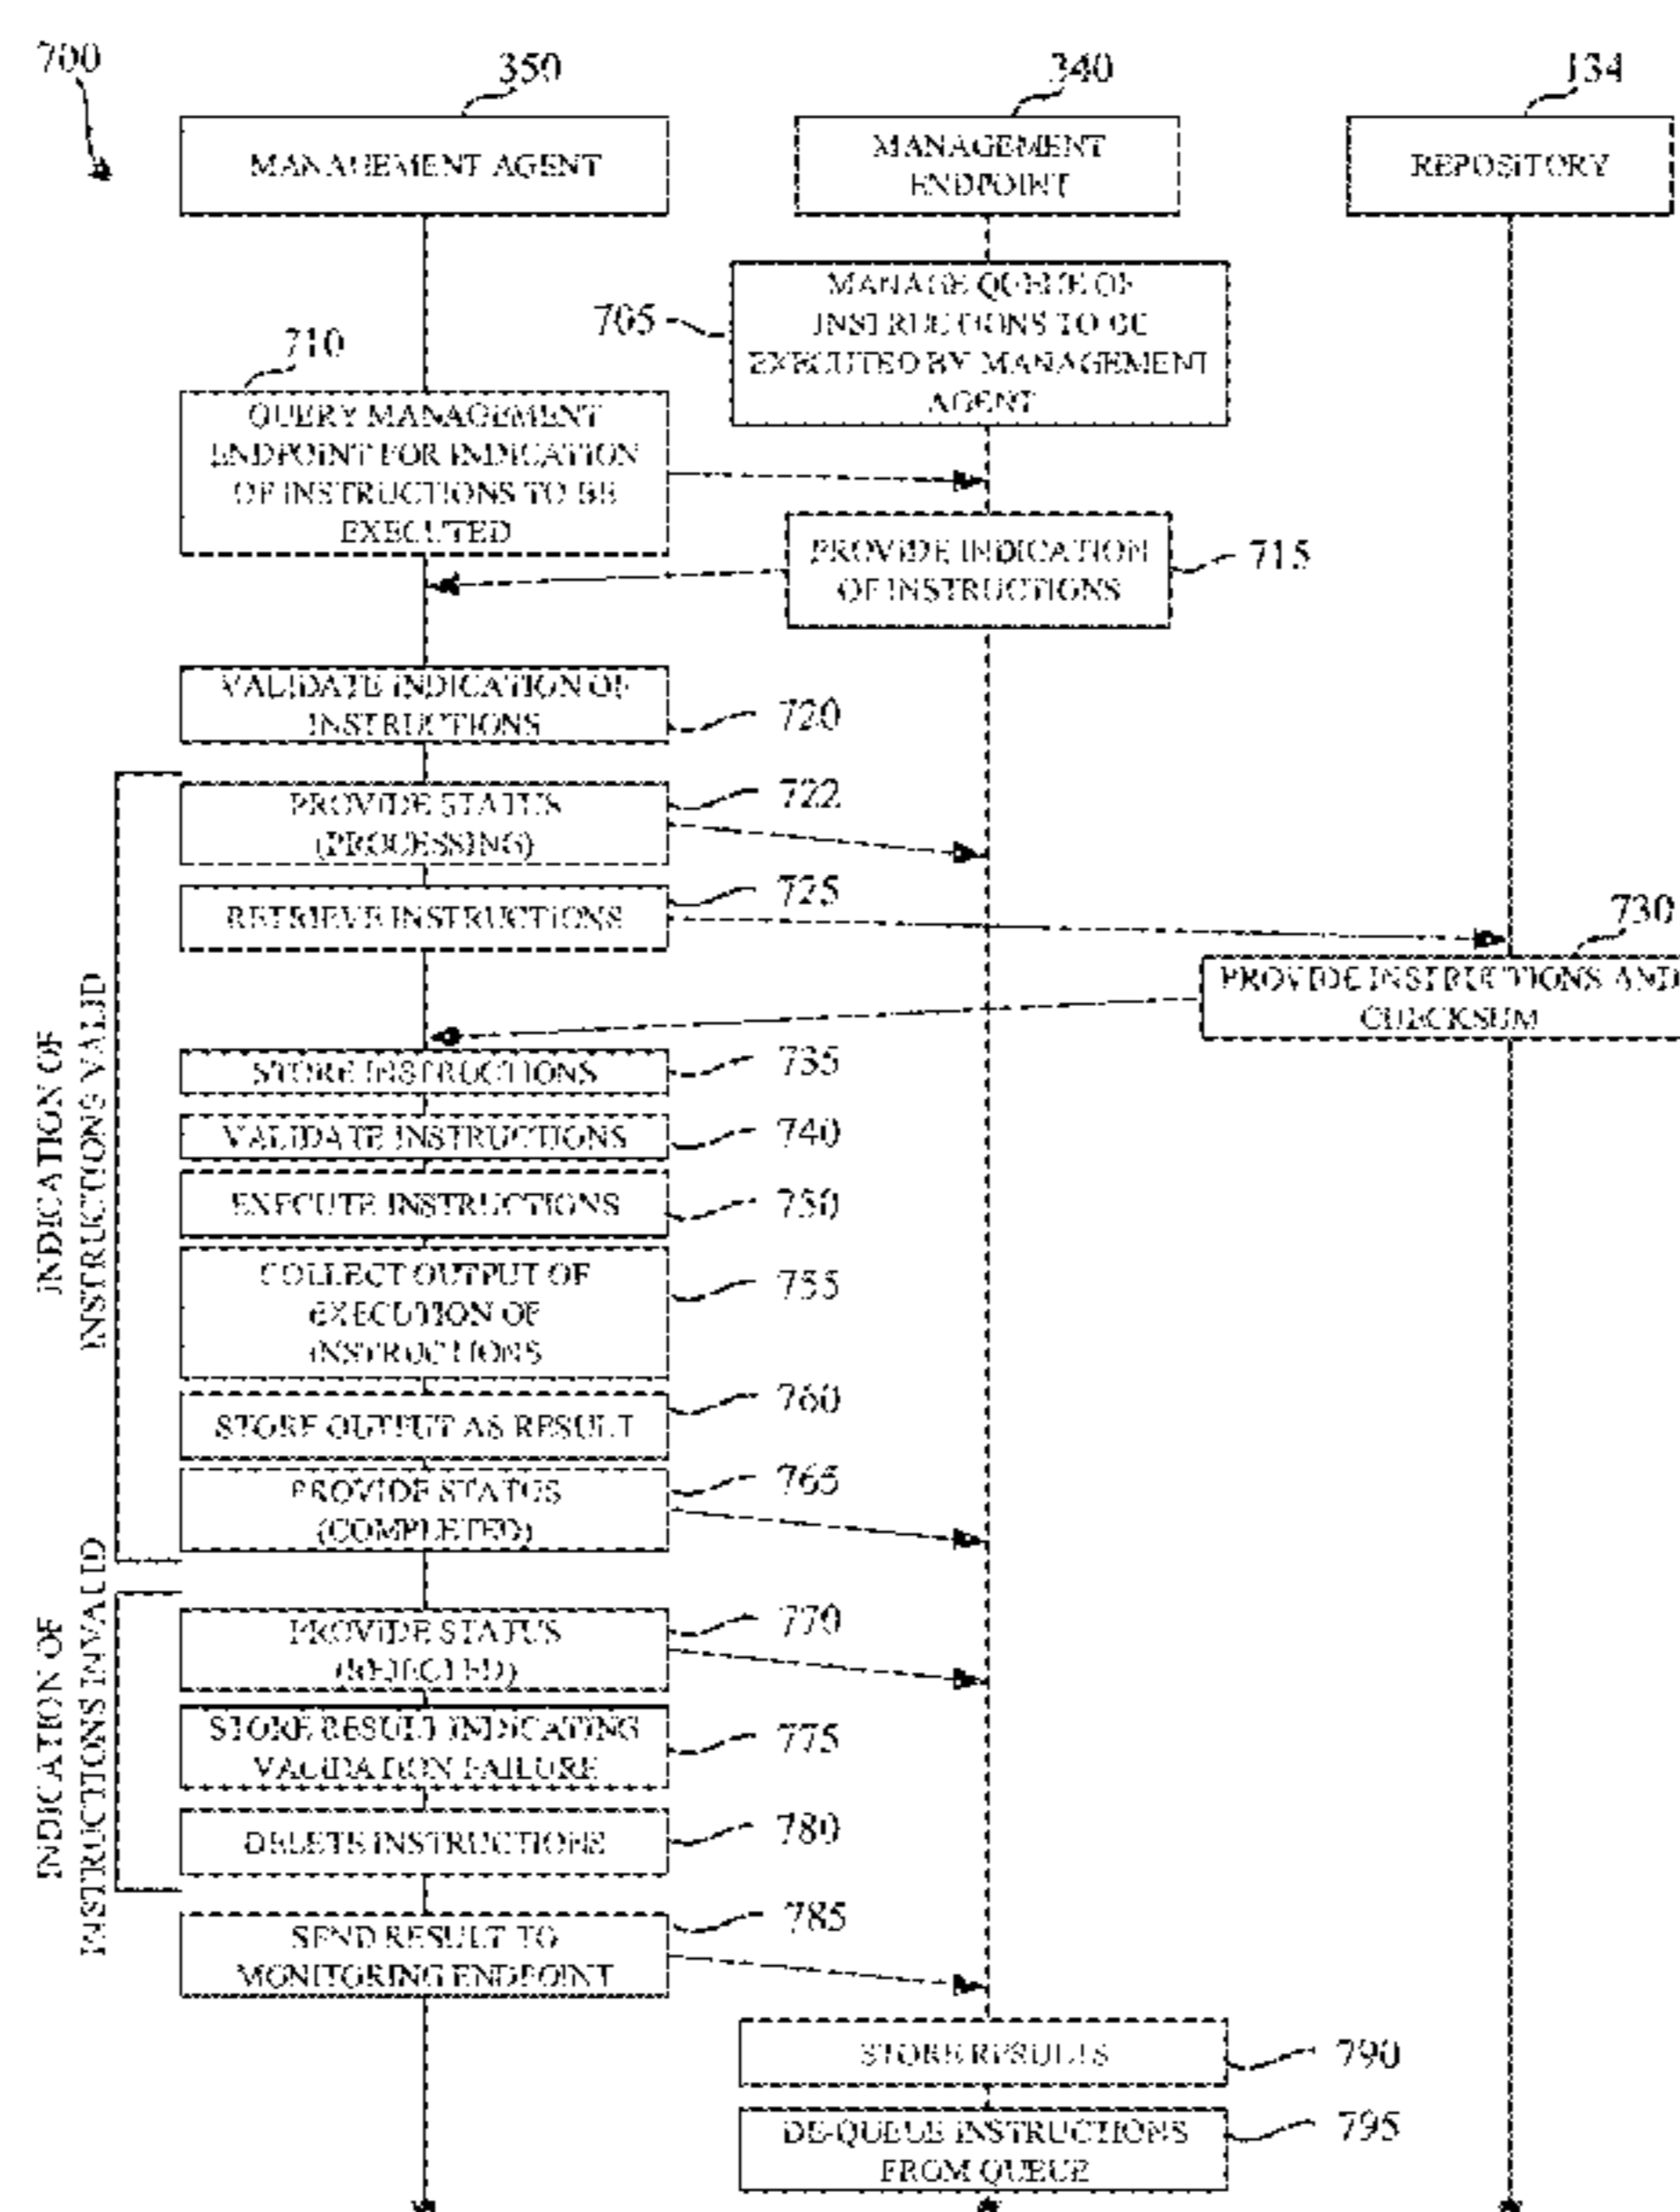 700
350
340
134
MANAGEMENT AGENT
MANAGEMENT
ENDPOINT
REPOSITORY
705
MANAGE QUEUE OF
INSTRUCTIONS TO BE
EXECUTED BY MANAGEMENT
AGENT
710
QUERY MANAGEMENT
ENDPOINT FOR INDICATION
OF INSTRUCTIONS TO BE
EXECUTED
PROVIDE INDICATION
OF INSTRUCTIONS
715
VALIDATE INDICATION OF
INSTRUCTIONS
720
INDICATION OF
INSTRUCTIONS VALID
PROVIDE STATUS
(PROCESSING)
722
RETRIEVE INSTRUCTIONS
725
730
PROVIDE INSTRUCTIONS AND
CHECKSUM
STORE INSTRUCTIONS
735
VALIDATE INSTRUCTIONS
740
EXECUTE INSTRUCTIONS
750
COLLECT OUTPUT OF
EXECUTION OF
INSTRUCTIONS
755
STORE OUTPUT AS RESULT
760
PROVIDE STATUS
(COMPLETED)
765
INDICATION OF
INSTRUCTIONS INVALID
PROVIDE STATUS
(REJECTED)
770
STORE RESULT INDICATING
VALIDATION FAILURE
775
DELETE INSTRUCTIONS
780
SEND RESULT TO
MONITORING ENDPOINT
785
STORE RESULTS
790
DE-QUEUE INSTRUCTIONS
FROM QUEUE
795